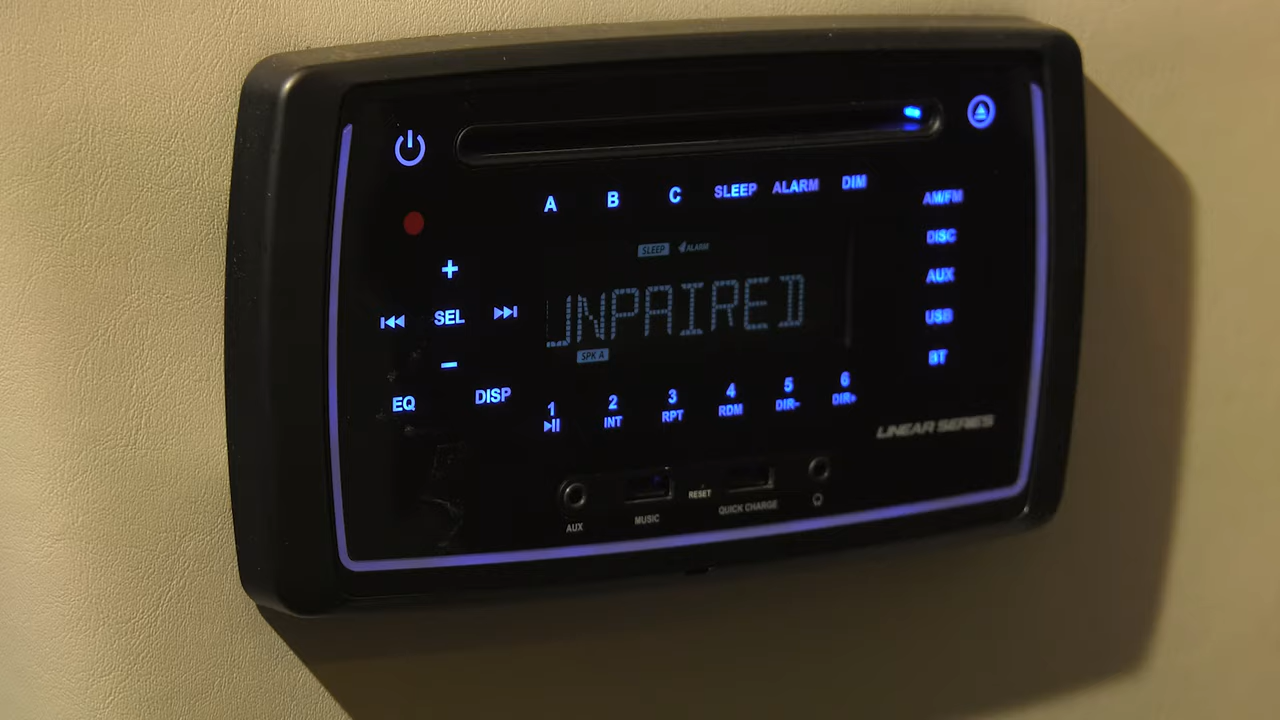 A B C SLEEP ALARM DIM
AM/FM
DISC
AUX
USB
BT
SLEEP ALARM
UNPAIRED
SPK A
+
SEL
−
EQ DISP
1 2 3 4 5 6
INT RPT RDM DIR- DIR+
LINEAR SERIES
AUX MUSIC RESET QUICK CHARGE